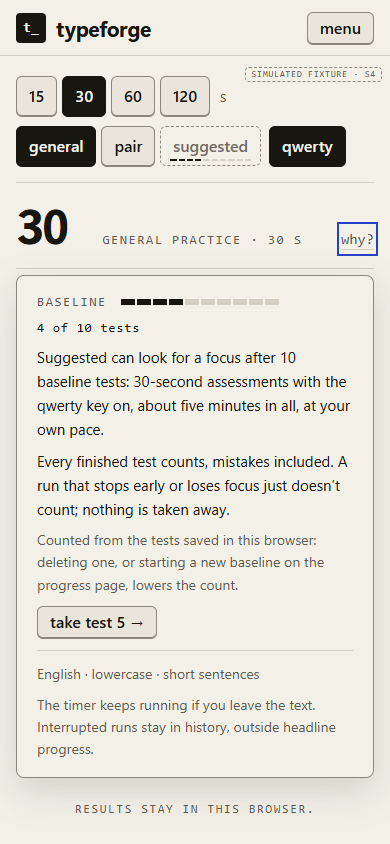 t_ typeforge menu
SIMULATED FIXTURE · S4
15 30 60 120 S
general pair suggested qwerty
30 GENERAL PRACTICE · 30 S why?
BASELINE
4 of 10 tests
Suggested can look for a focus after 10
baseline tests: 30-second assessments with the
qwerty key on, about five minutes in all, at your
own pace.
Every finished test counts, mistakes included. A
run that stops early or loses focus just doesn’t
count; nothing is taken away.
Counted from the tests saved in this browser:
deleting one, or starting a new baseline on the
progress page, lowers the count.
take test 5 →
English · lowercase · short sentences
The timer keeps running if you leave the text.
Interrupted runs stay in history, outside headline
progress.
RESULTS STAY IN THIS BROWSER.